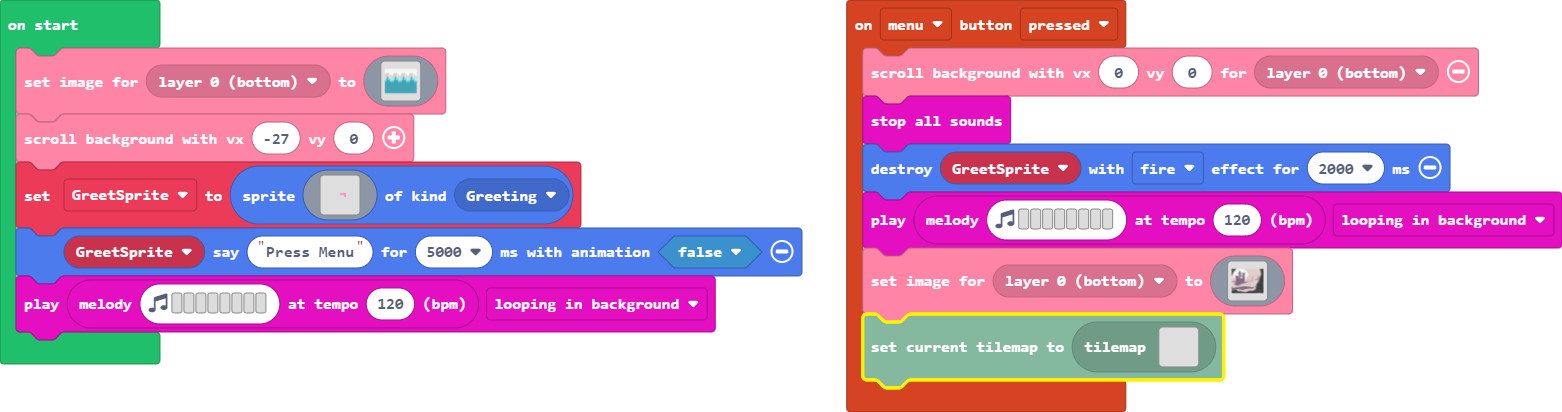 on start
set image for layer 0 (bottom) to
scroll background with vx -27 vy 0
set GreetSprite to sprite of kind Greeting
GreetSprite say "Press Menu" for 5000 ms with animation false
play melody at tempo 120 (bpm) looping in background
on menu button pressed
scroll background with vx 0 vy 0 for layer 0 (bottom)
stop all sounds
destroy GreetSprite with fire effect for 2000 ms
play melody at tempo 120 (bpm) looping in background
set image for layer 0 (bottom) to
set current tilemap to tilemap